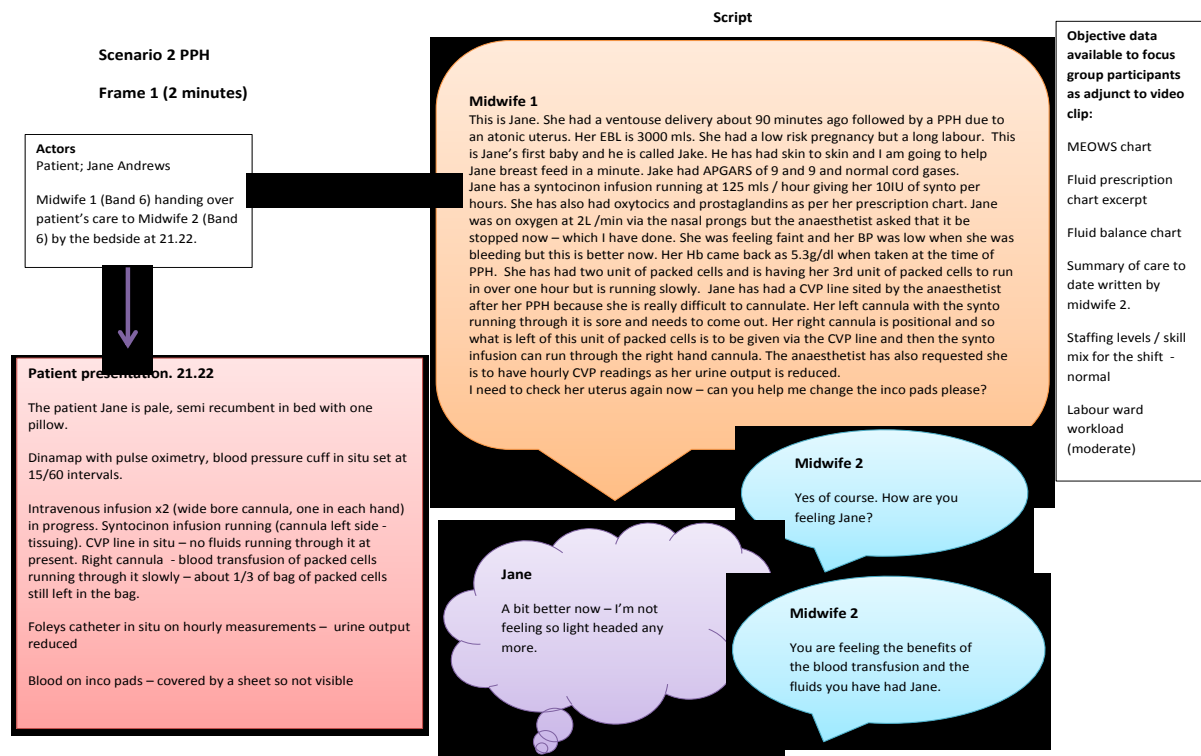 Script
Scenario 2 PPH
Frame 1 (2 minutes)
Actors
Patient; Jane Andrews
Midwife 1 (Band 6) handing over
patient's care to Midwife 2 (Band
6) by the bedside at 21.22.
Patient presentation. 21.22
The patient Jane is pale, semi recumbent in bed with one
pillow.
Dinamap with pulse oximetry, blood pressure cuff in situ set at
15/60 intervals.
Intravenous infusion x2 (wide bore cannula, one in each hand)
in progress. Syntocinon infusion running (cannula left side -
tissuing). CVP line in situ – no fluids running through it at
present. Right cannula  - blood transfusion of packed cells
running through it slowly – about 1/3 of bag of packed cells
still left in the bag.
Foleys catheter in situ on hourly measurements –  urine output
reduced
Blood on inco pads – covered by a sheet so not visible
Midwife 1
This is Jane. She had a ventouse delivery about 90 minutes ago followed by a PPH due to
an atonic uterus. Her EBL is 3000 mls. She had a low risk pregnancy but a long labour.  This
is Jane's first baby and he is called Jake. He has had skin to skin and I am going to help
Jane breast feed in a minute. Jake had APGARS of 9 and 9 and normal cord gases.
Jane has a syntocinon infusion running at 125 mls / hour giving her 10IU of synto per
hours. She has also had oxytocics and prostaglandins as per her prescription chart. Jane
was on oxygen at 2L /min via the nasal prongs but the anaesthetist asked that it be
stopped now – which I have done. She was feeling faint and her BP was low when she was
bleeding but this is better now. Her Hb came back as 5.3g/dl when taken at the time of
PPH.  She has had two unit of packed cells and is having her 3rd unit of packed cells to run
in over one hour but is running slowly.  Jane has had a CVP line sited by the anaesthetist
after her PPH because she is really difficult to cannulate. Her left cannula with the synto
running through it is sore and needs to come out. Her right cannula is positional and so
what is left of this unit of packed cells is to be given via the CVP line and then the synto
infusion can run through the right hand cannula. The anaesthetist has also requested she
is to have hourly CVP readings as her urine output is reduced.
I need to check her uterus again now – can you help me change the inco pads please?
Midwife 2
Yes of course. How are you
feeling Jane?
Jane
A bit better now – I'm not
feeling so light headed any
more.
Midwife 2
You are feeling the benefits of
the blood transfusion and the
fluids you have had Jane.
Objective data
available to focus
group participants
as adjunct to video
clip:
MEOWS chart
Fluid prescription
chart excerpt
Fluid balance chart
Summary of care to
date written by
midwife 2.
Staffing levels / skill
mix for the shift  -
normal
Labour ward
workload
(moderate)